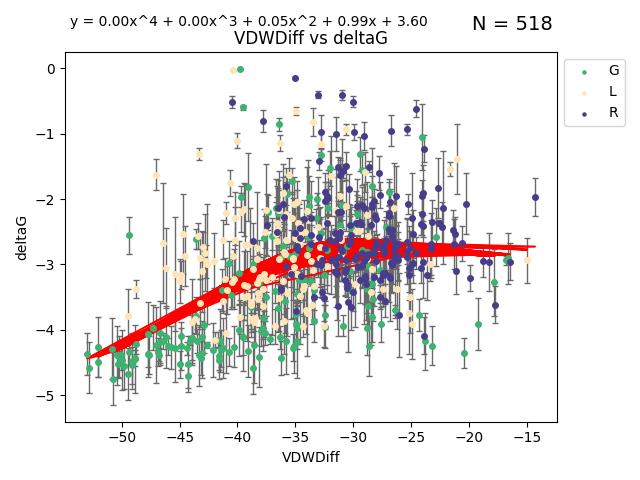 y = 0.00x^4 + 0.00x^3 + 0.05x^2 + 0.99x + 3.60
N = 518
VDWDiff vs deltaG
G
L
R
deltaG
0
−1
−2
−3
−4
−5
−50
−45
−40
−35
−30
−25
−20
−15
VDWDiff